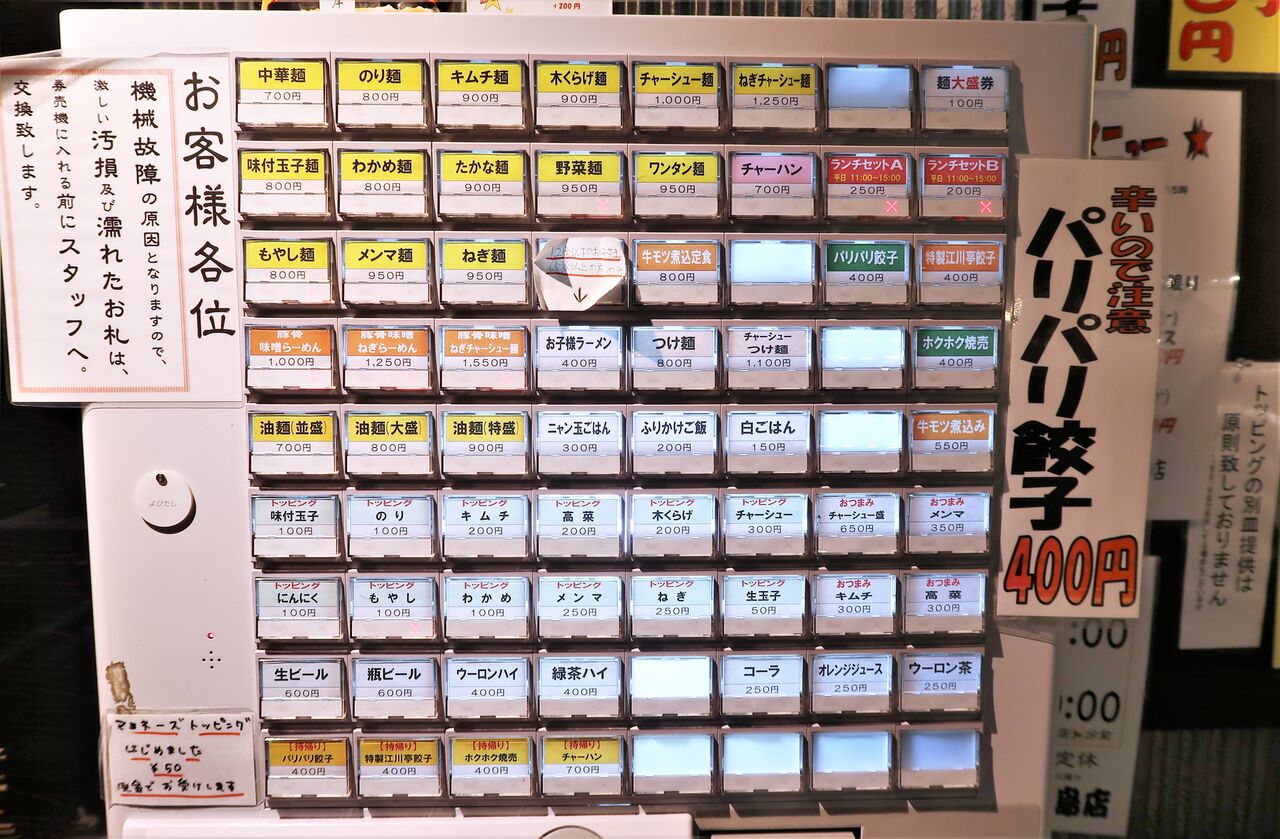 お客様各位
機械故障の原因となりますので、
激しい汚損及び濡れたお札は、
券売機に入れる前にスタッフへ。
交換致します。
中華麺
700円
のり麺
800円
キムチ麺
900円
木くらげ麺
900円
チャーシュー麺
1,000円
ねぎチャーシュー麺
1,250円
麺大盛券
100円
味付玉子麺
800円
わかめ麺
800円
たかな麺
900円
野菜麺
950円
ワンタン麺
950円
チャーハン
700円
ランチセットA
平日 11:00~15:00
250円
ランチセットB
平日 11:00~15:00
200円
もやし麺
800円
メンマ麺
950円
ねぎ麺
950円
牛モツ煮込定食
800円
パリパリ餃子
400円
特製江川亭餃子
400円
豚骨味噌
味噌らーめん
1,000円
豚骨味噌
ねぎらーめん
1,250円
豚骨味噌
ねぎチャーシュー麺
1,550円
お子様ラーメン
400円
つけ麺
800円
チャーシュー
つけ麺
1,100円
ホクホク焼売
400円
油麺(並盛)
700円
油麺(大盛)
800円
油麺(特盛)
900円
ニャン玉ごはん
300円
ふりかけご飯
200円
白ごはん
150円
牛モツ煮込み
550円
トッピング
味付玉子
100円
トッピング
のり
100円
トッピング
キムチ
200円
トッピング
高菜
200円
トッピング
木くらげ
200円
トッピング
チャーシュー
300円
おつまみ
チャーシュー盛
650円
おつまみ
メンマ
350円
トッピング
にんにく
100円
トッピング
もやし
100円
トッピング
わかめ
100円
トッピング
メンマ
250円
トッピング
ねぎ
250円
トッピング
生玉子
50円
おつまみ
キムチ
300円
おつまみ
高菜
300円
生ビール
600円
瓶ビール
600円
ウーロンハイ
400円
緑茶ハイ
400円
コーラ
250円
オレンジジュース
250円
ウーロン茶
250円
【持帰り】
パリパリ餃子
400円
【持帰り】
特製江川亭餃子
400円
【持帰り】
ホクホク焼売
400円
【持帰り】
チャーハン
700円
よびだし
マヨネーズトッピング
はじめました
¥50
現金でお受けします
辛いので注意
パリパリ餃子
400円
トッピングの別皿提供は
原則致しておりません
定休
+200円